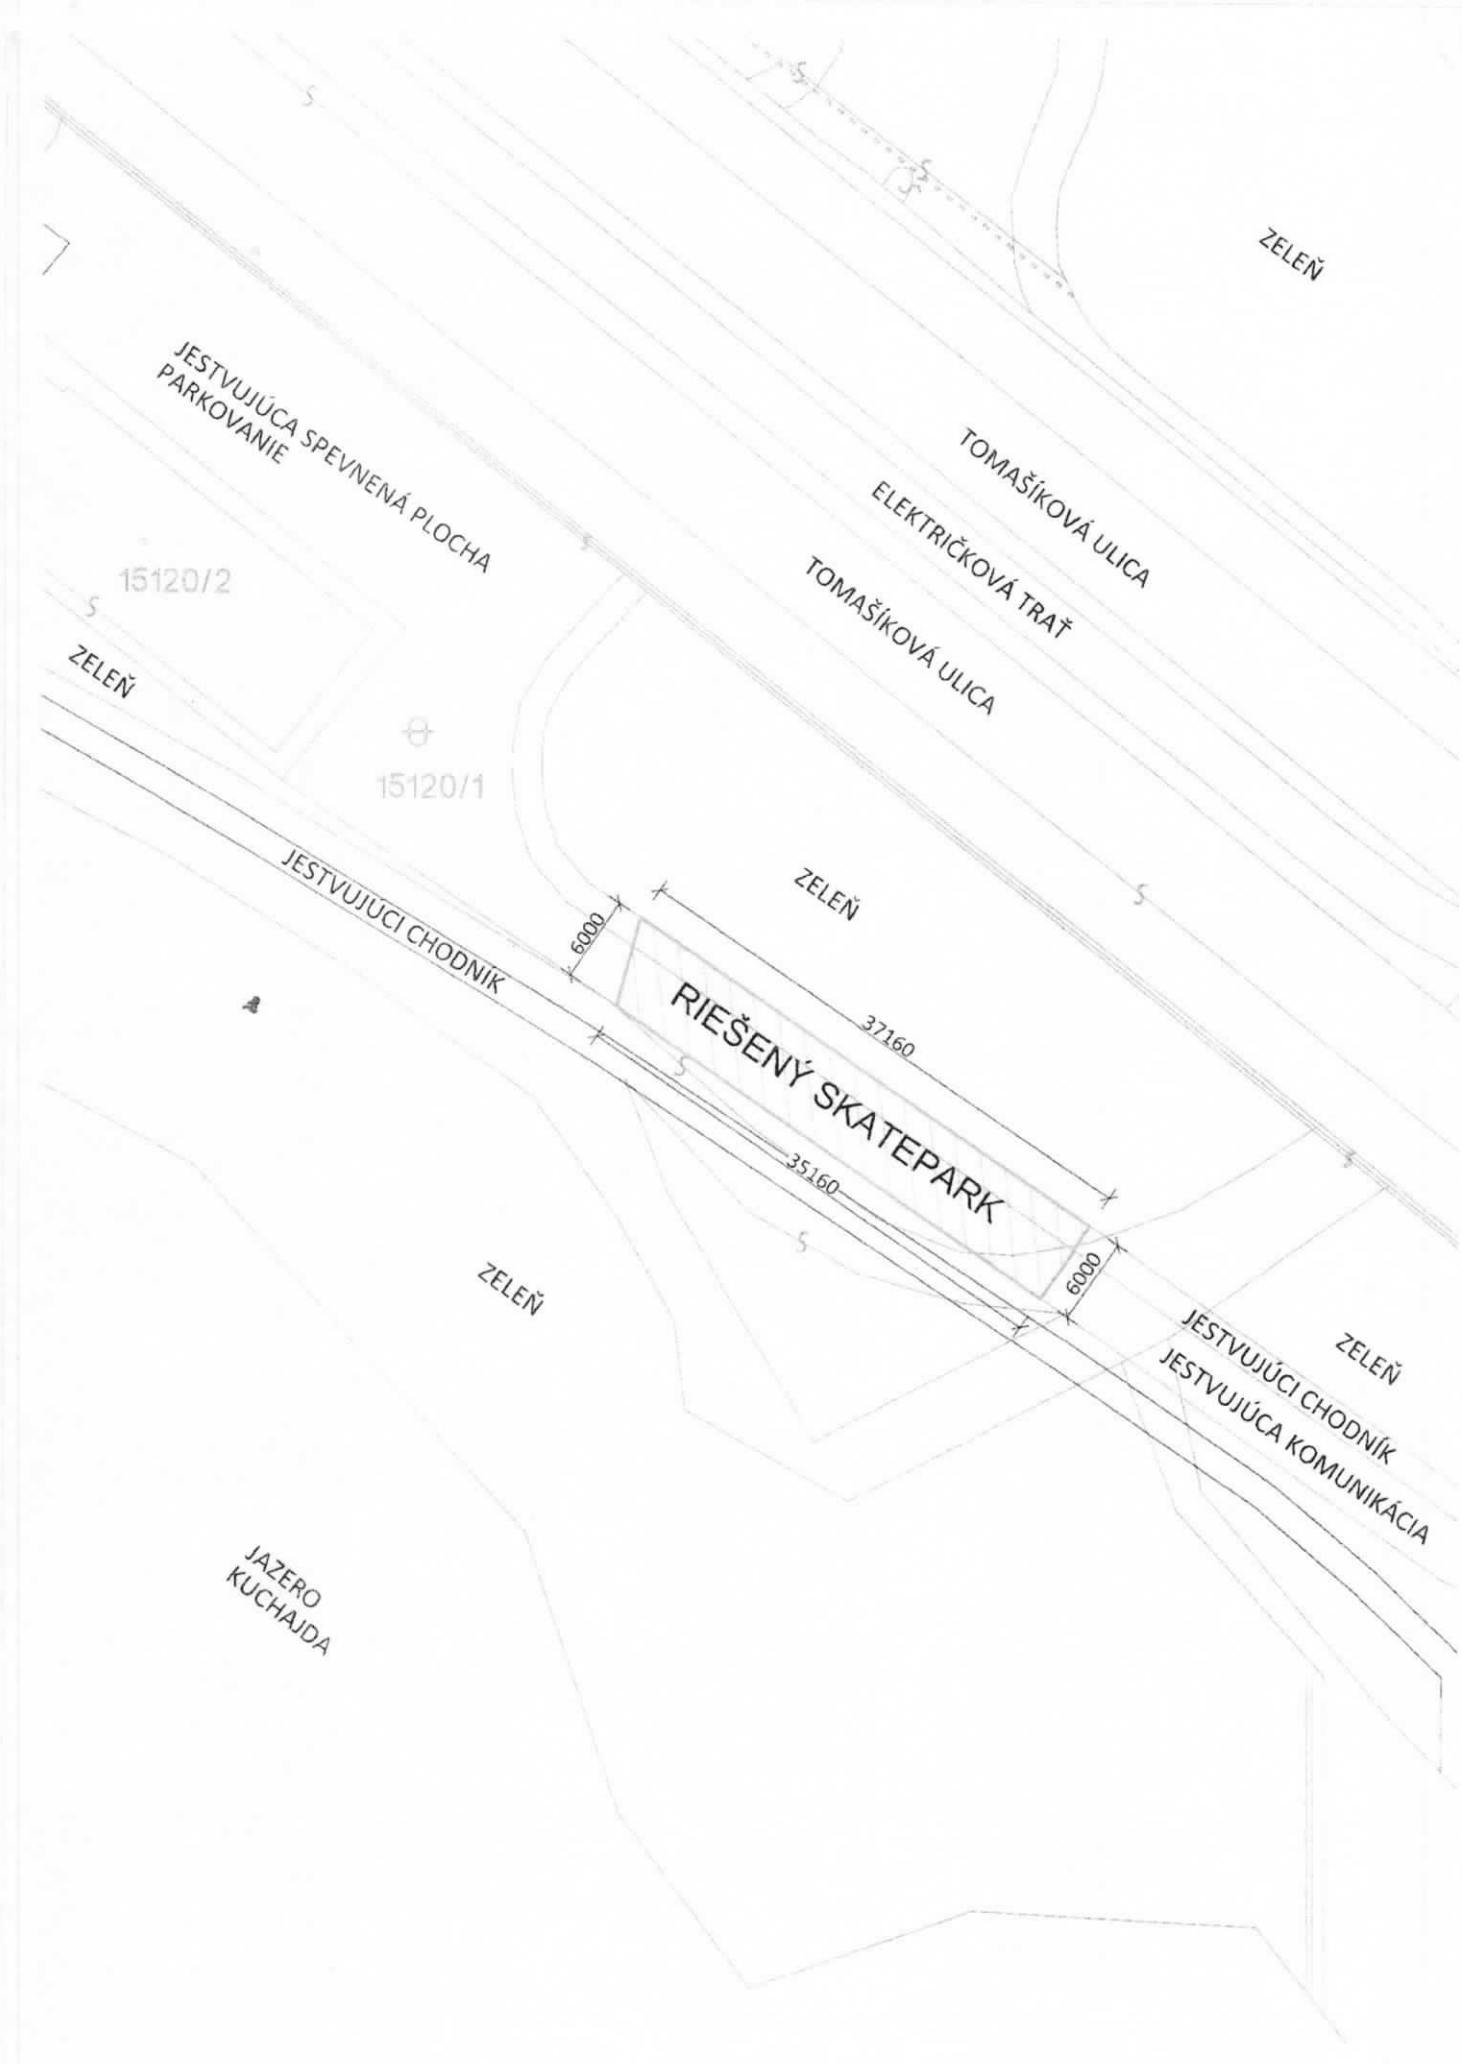 ZELEŇ
JESTVUJÚCA SPEVNENÁ PLOCHA
PARKOVANIE
TOMAŠÍKOVÁ ULICA
ELEKTRIČKOVÁ TRAŤ
TOMAŠÍKOVÁ ULICA
15120/2
ZELEŇ
15120/1
JESTVUJÚCI CHODNÍK
ZELEŇ
6000
37160
RIEŠENÝ SKATEPARK
35160
6000
ZELEŇ
JESTVUJÚCI CHODNÍK
JESTVUJÚCA KOMUNIKÁCIA
ZELEŇ
JAZERO
KUCHAJDA